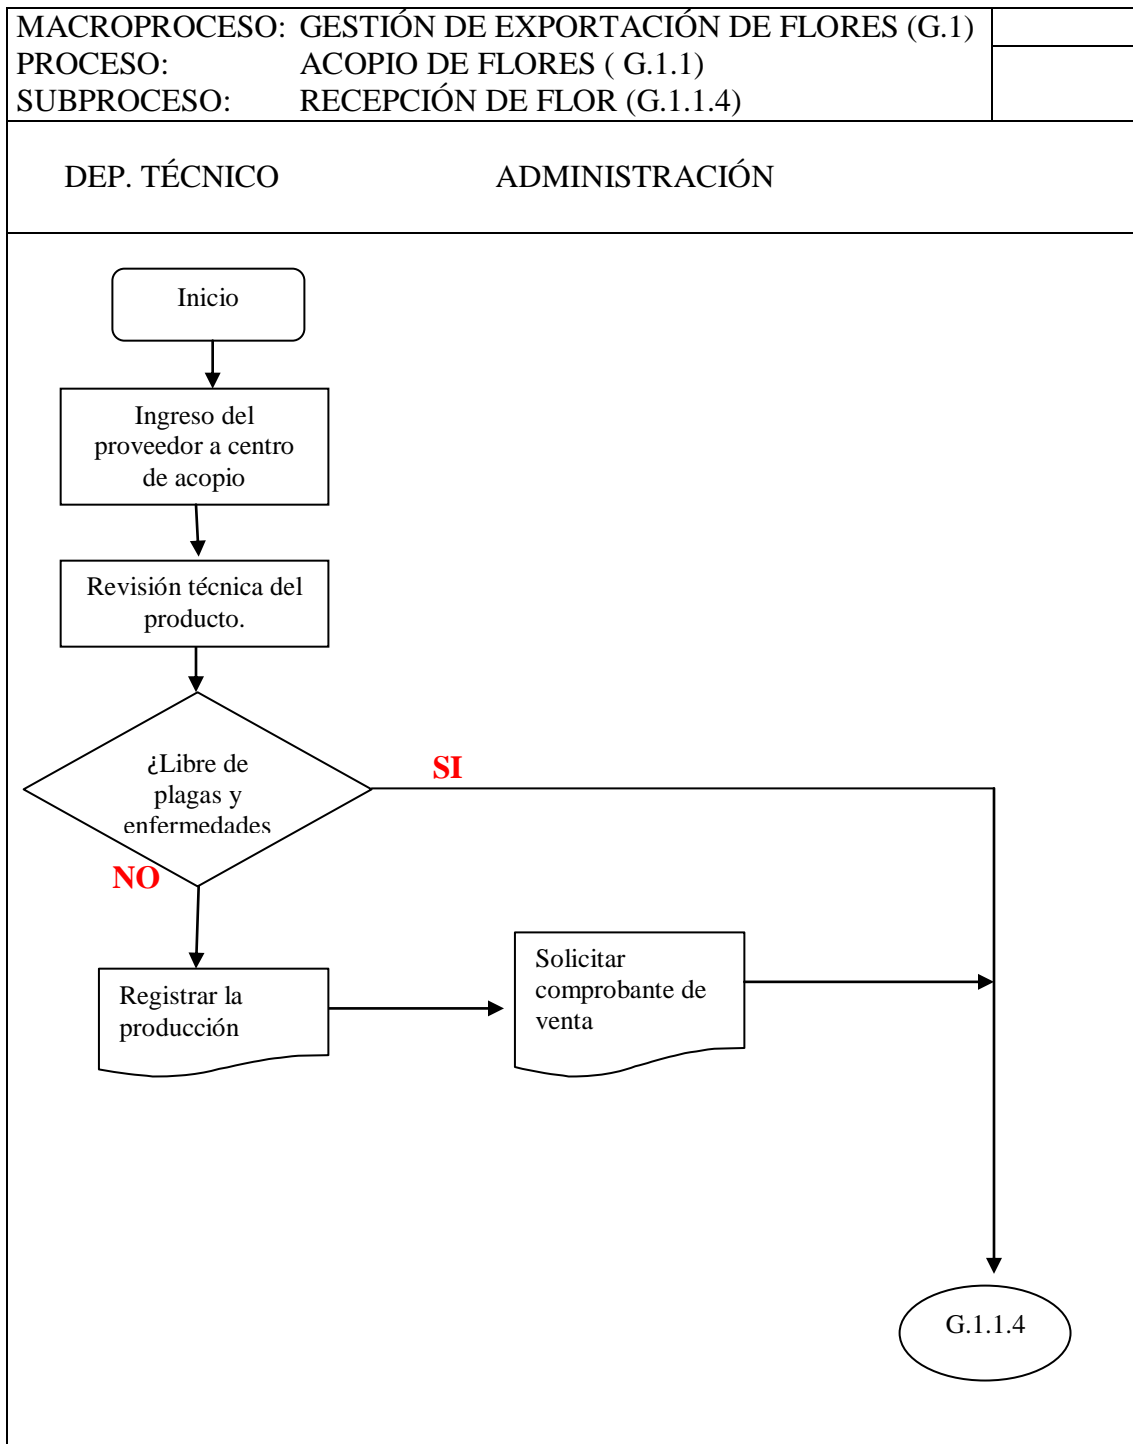 MACROPROCESO: GESTIÓN DE EXPORTACIÓN DE FLORES (G.1)
PROCESO: ACOPIO DE FLORES ( G.1.1)
SUBPROCESO: RECEPCIÓN DE FLOR (G.1.1.4)
DEP. TÉCNICO ADMINISTRACIÓN
Inicio
Ingreso del
proveedor a centro
de acopio
Revisión técnica del
producto.
¿Libre de
plagas y
enfermedades
SI
NO
Registrar la
producción
Solicitar
comprobante de
venta
G.1.1.4